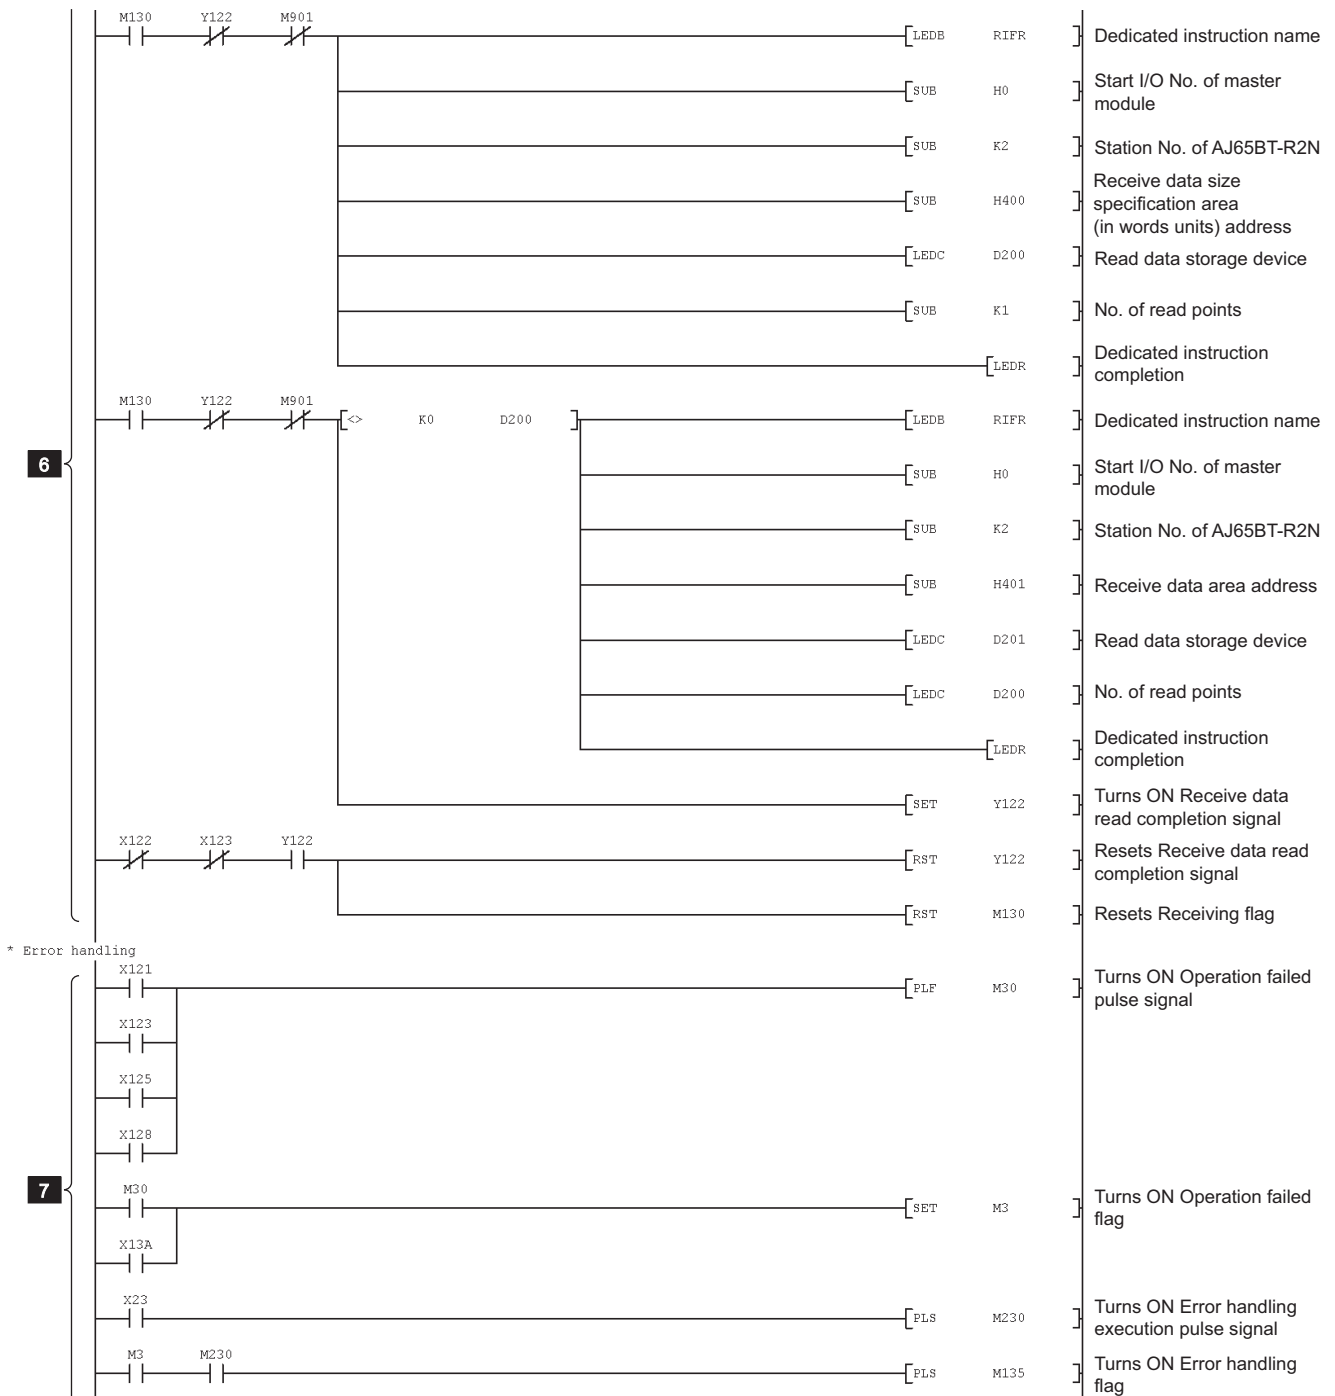 M130 Y122 M901
LEDB RIFR Dedicated instruction name
SUB H0 Start I/O No. of master
module
SUB K2 Station No. of AJ65BT-R2N
SUB H400 Receive data size
specification area
(in words units) address
LEDC D200 Read data storage device
SUB K1 No. of read points
LEDR Dedicated instruction
completion
M130 Y122 M901
<> K0 D200 LEDB RIFR Dedicated instruction name
6
SUB H0 Start I/O No. of master
module
SUB K2 Station No. of AJ65BT-R2N
SUB H401 Receive data area address
LEDC D201 Read data storage device
LEDC D200 No. of read points
LEDR Dedicated instruction
completion
SET Y122 Turns ON Receive data
read completion signal
X122 X123 Y122
RST Y122 Resets Receive data read
completion signal
RST M130 Resets Receiving flag
* Error handling
X121
PLF M30 Turns ON Operation failed
pulse signal
X123
X125
X128
7
M30
SET M3 Turns ON Operation failed
flag
X13A
X23
PLS M230 Turns ON Error handling
execution pulse signal
M3 M230
PLS M135 Turns ON Error handling
flag